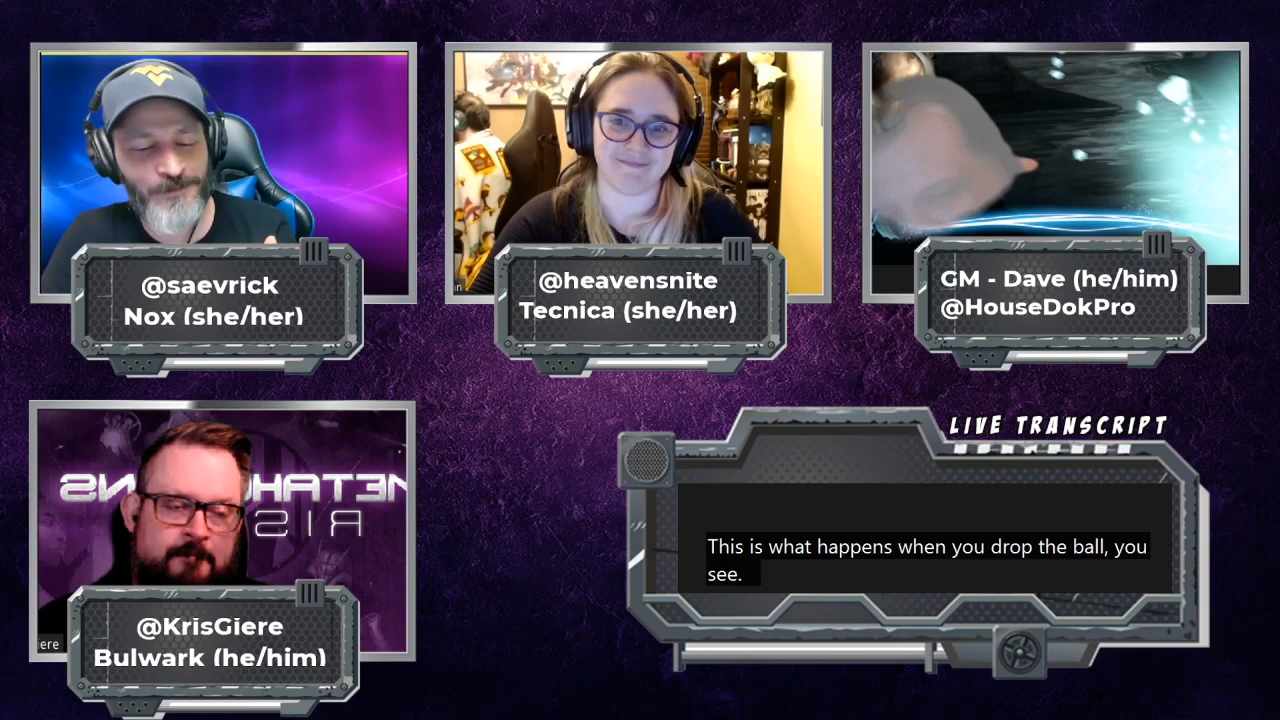 @saevrick
Nox (she/her)
@heavensnite
Tecnica (she/her)
GM - Dave (he/him)
@HouseDokPro
LIVE TRANSCRIPT
This is what happens when you drop the ball, you
see.
@KrisGiere
Bulwark (he/him)